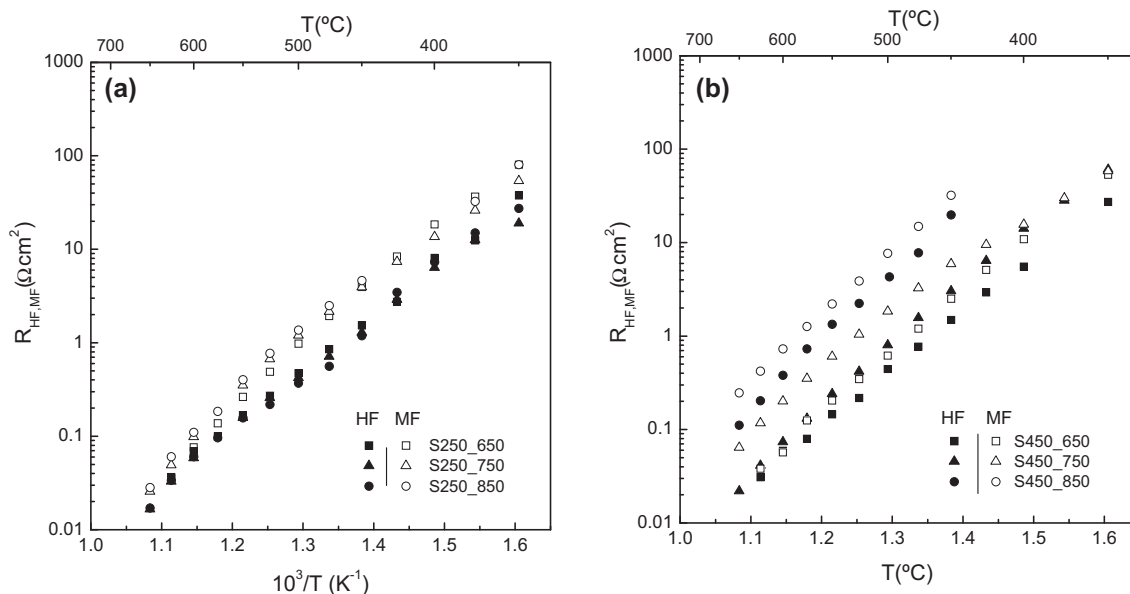 T(ºC)
700 600 500 400
1000
(a)
100
10
1
0.1
0.01
R_HF,MF(Ω cm²)
HF MF
S250_650
S250_750
S250_850
1.0 1.1 1.2 1.3 1.4 1.5 1.6
10³/T (K⁻¹)
T(ºC)
700 600 500 400
1000
(b)
100
10
1
0.1
0.01
R_HF,MF(Ω cm²)
HF MF
S450_650
S450_750
S450_850
1.0 1.1 1.2 1.3 1.4 1.5 1.6
T(ºC)